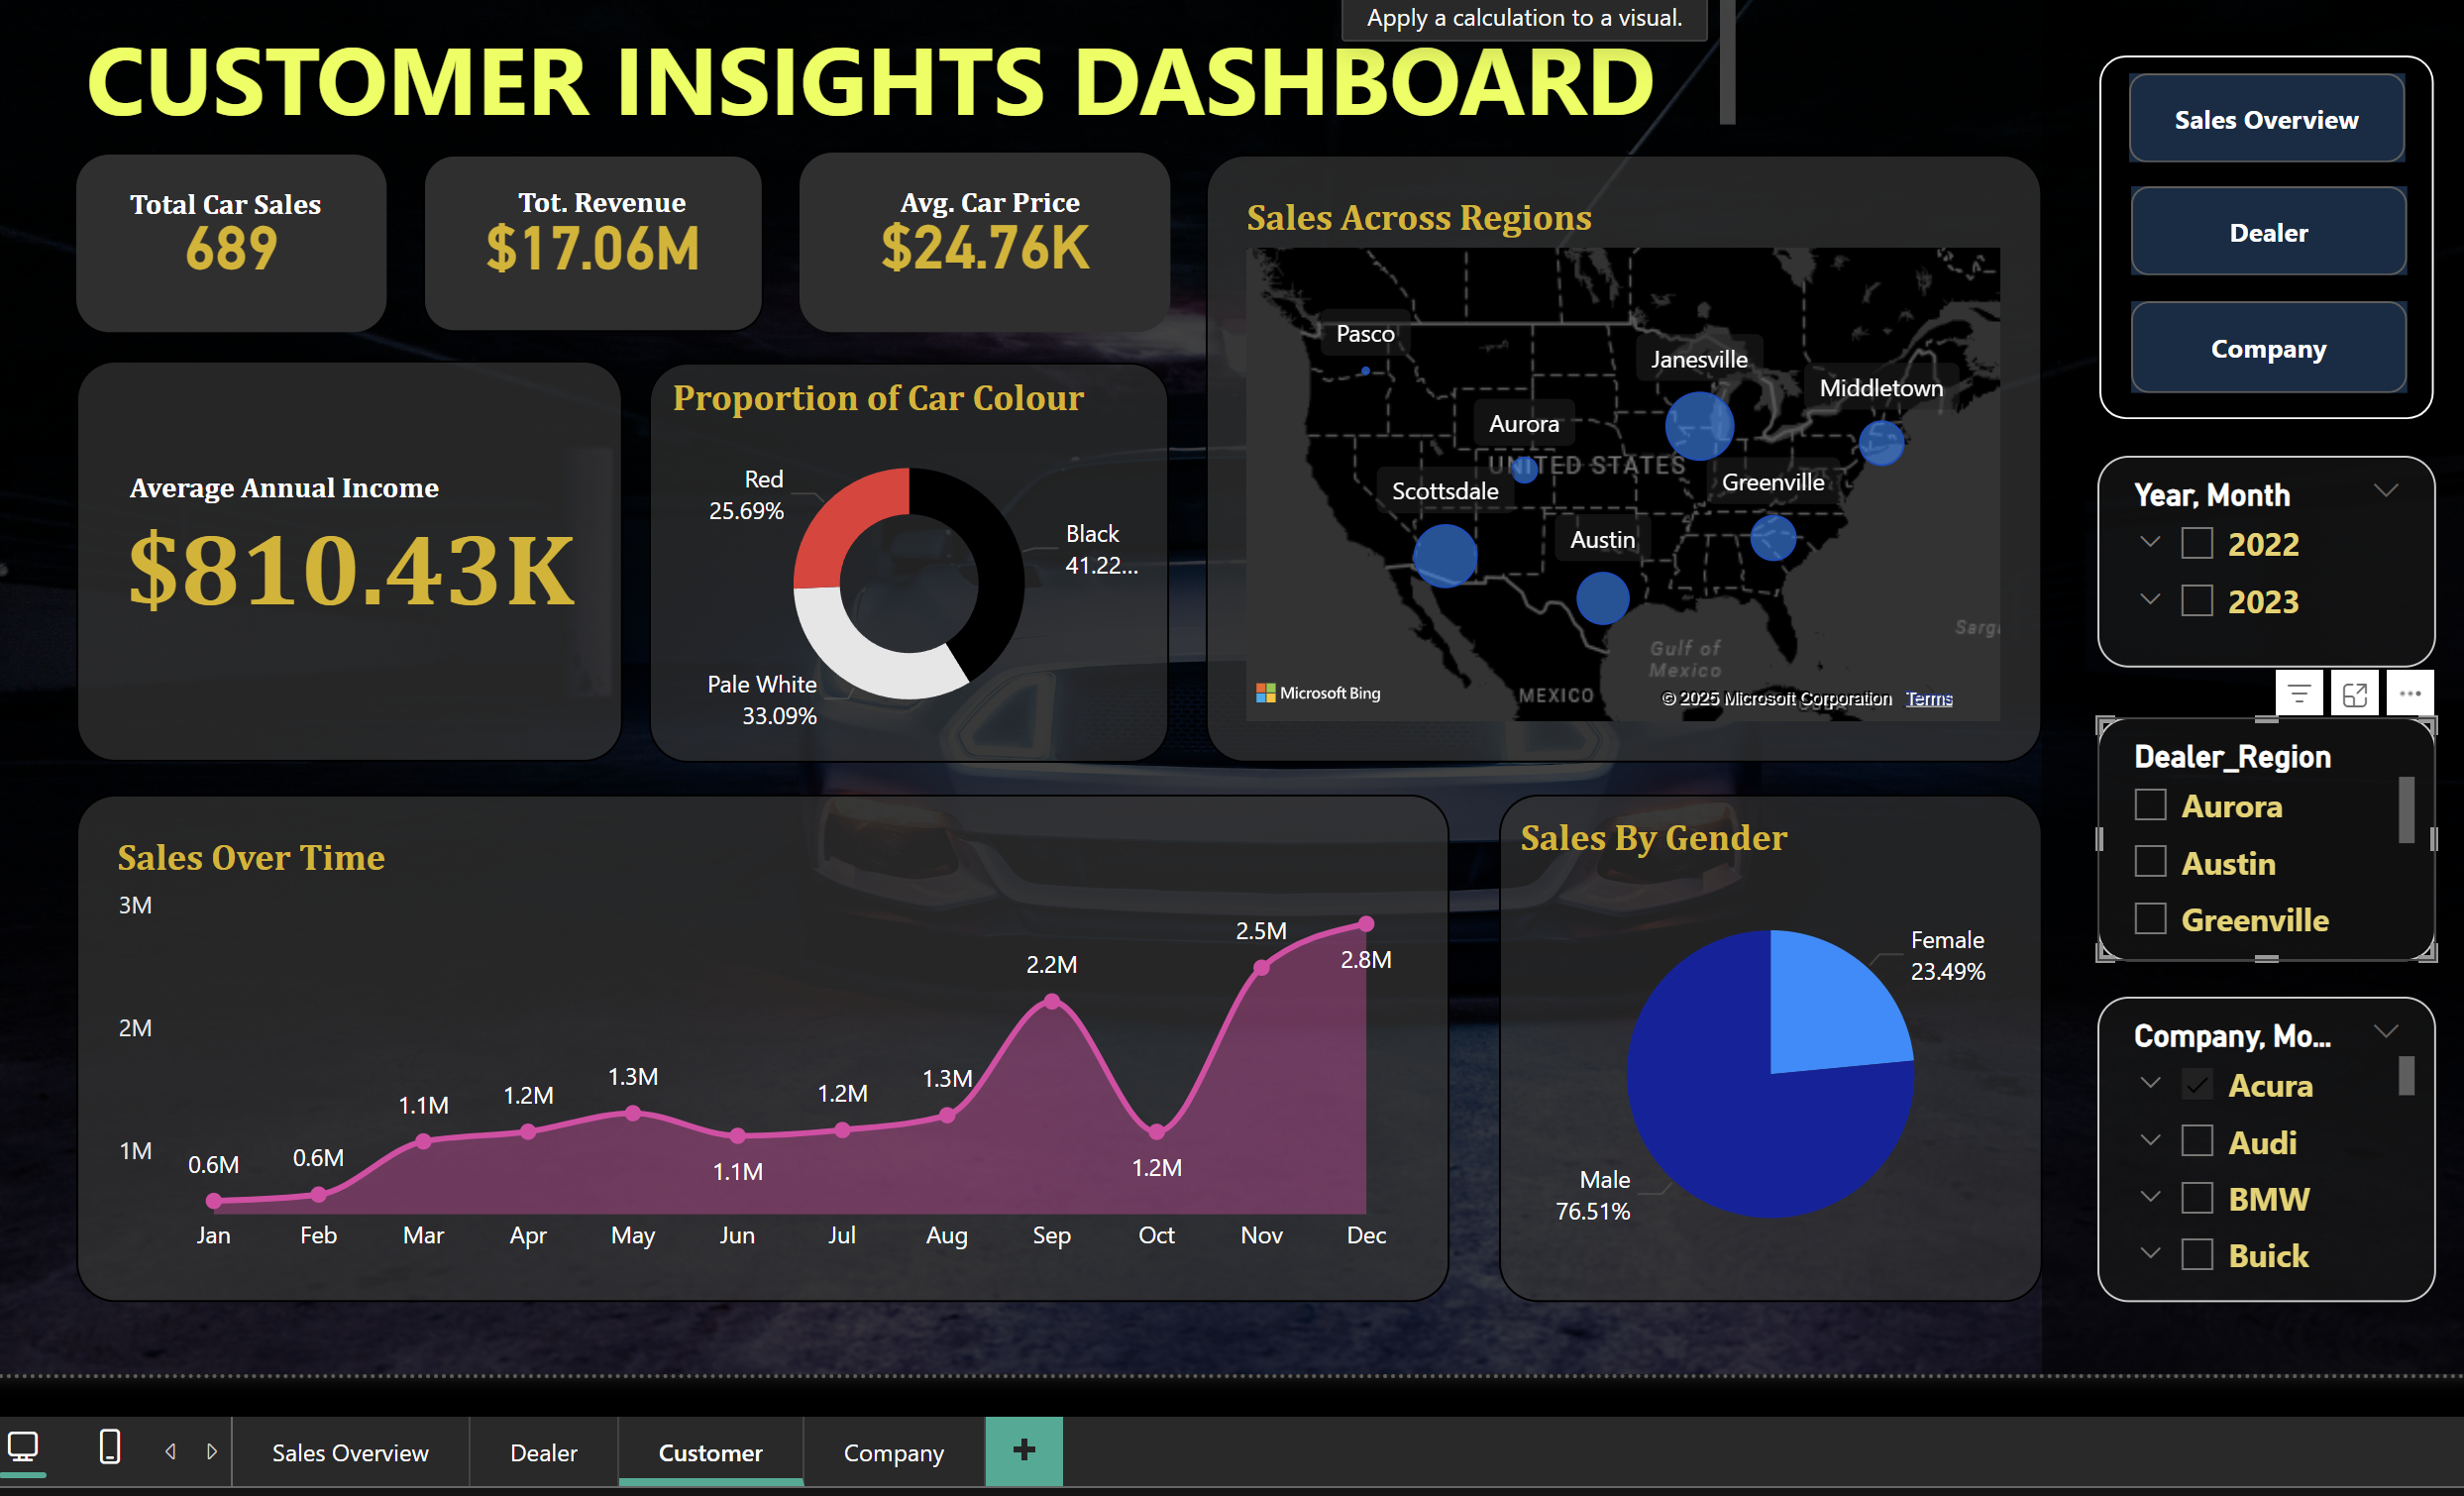 Apply a calculation to a visual.
CUSTOMER INSIGHTS DASHBOARD
Total Car Sales
689
Tot. Revenue
$17.06M
Avg. Car Price
$24.76K
Average Annual Income
$810.43K
Proportion of Car Colour
Red
25.69%
Black
41.22...
Pale White
33.09%
Sales Across Regions
Pasco
Janesville
Middletown
Aurora
UNITED STATES
Scottsdale
Greenville
Austin
Gulf of
Mexico
MEXICO
Microsoft Bing
© 2025 Microsoft Corporation Terms
Sales Over Time
3M
2M
1M
0.6M
0.6M
1.1M
1.2M
1.3M
1.1M
1.2M
1.3M
2.2M
1.2M
2.5M
2.8M
Jan Feb Mar Apr May Jun Jul Aug Sep Oct Nov Dec
Sales By Gender
Female
23.49%
Male
76.51%
Sales Overview
Dealer
Company
Year, Month
2022
2023
Dealer_Region
Aurora
Austin
Greenville
Company, Mo...
Acura
Audi
BMW
Buick
Sales Overview Dealer Customer Company